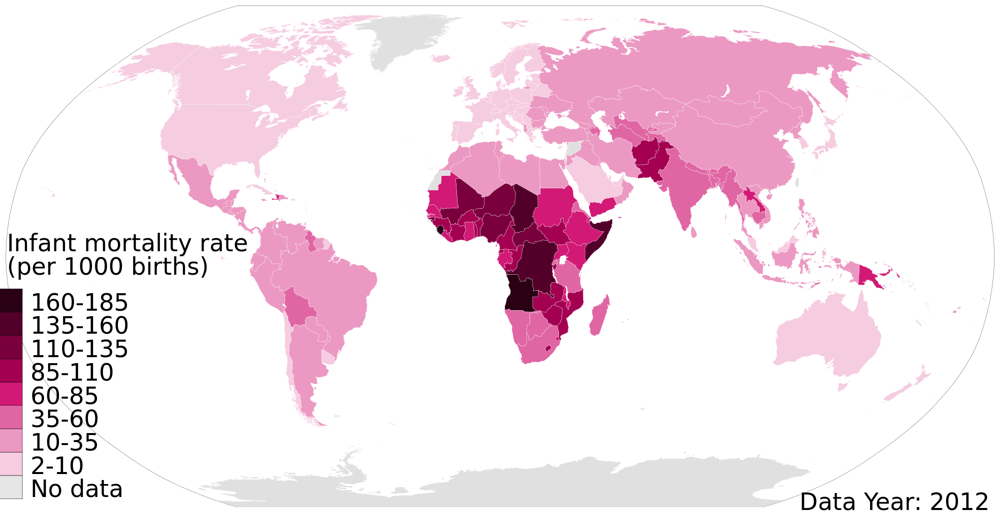 Infant mortality rate
(per 1000 births)
160-185
135-160
110-135
85-110
60-85
35-60
10-35
2-10
No data
Data Year: 2012